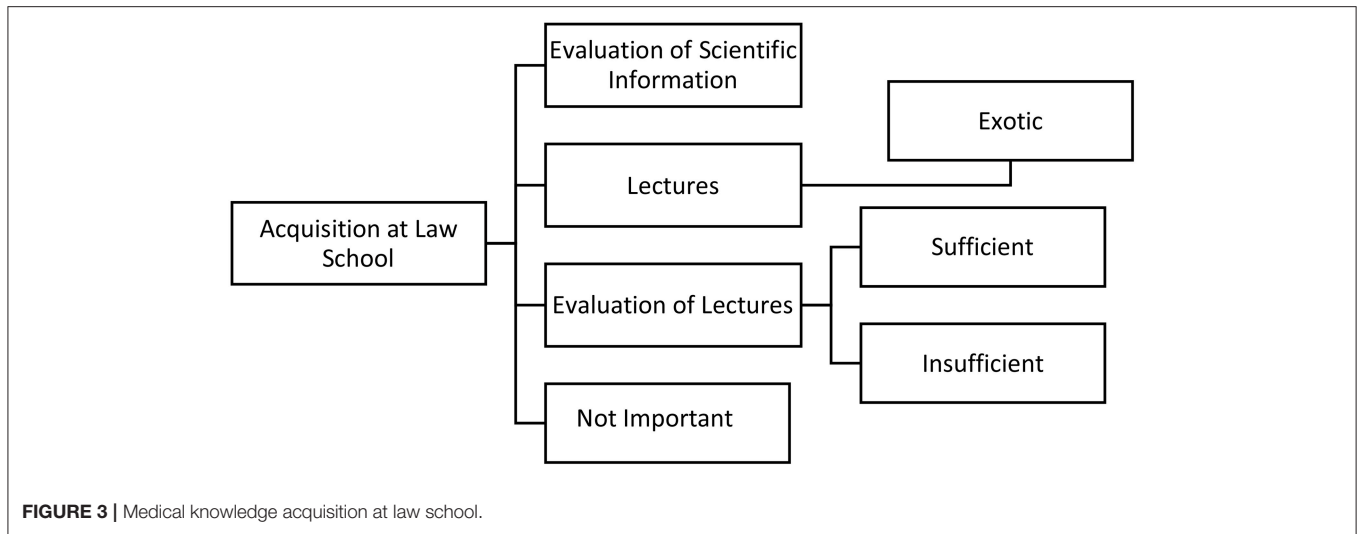 Evaluation of Scientific
Information
Exotic
Lectures
Acquisition at Law
School
Sufficient
Evaluation of Lectures
Insufficient
Not Important
FIGURE 3 | Medical knowledge acquisition at law school.